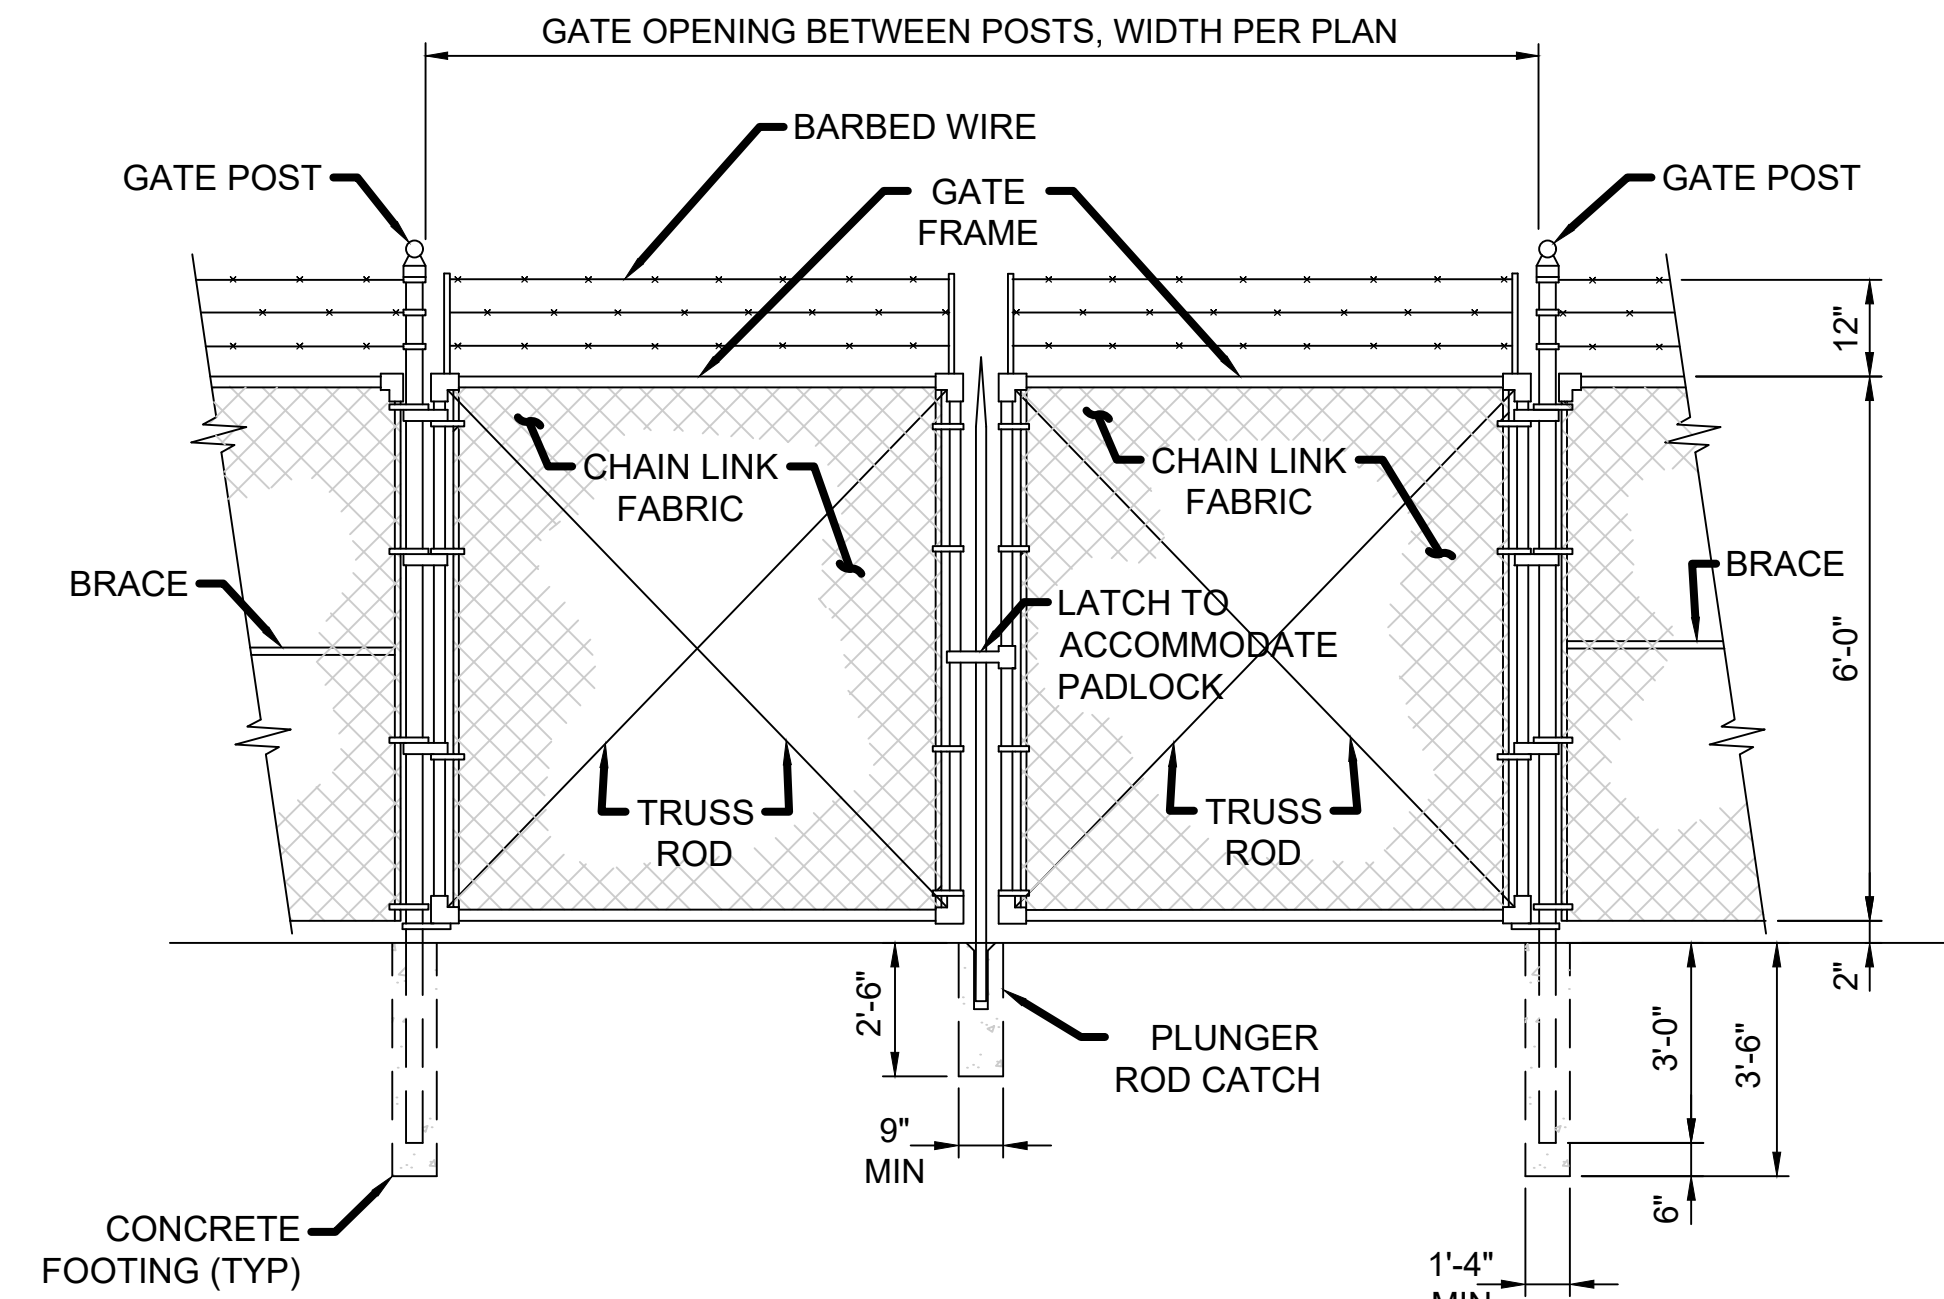 GATE OPENING BETWEEN POSTS, WIDTH PER PLAN
BARBED WIRE
GATE POST
GATE
FRAME
GATE POST
12"
CHAIN LINK
FABRIC
CHAIN LINK
FABRIC
BRACE
BRACE
LATCH TO
ACCOMMODATE
PADLOCK
6'-0"
TRUSS
ROD
TRUSS
ROD
2'-6"
2"
3'-0"
3'-6"
PLUNGER
ROD CATCH
9"
MIN
6"
CONCRETE
FOOTING (TYP)
1'-4"
MIN